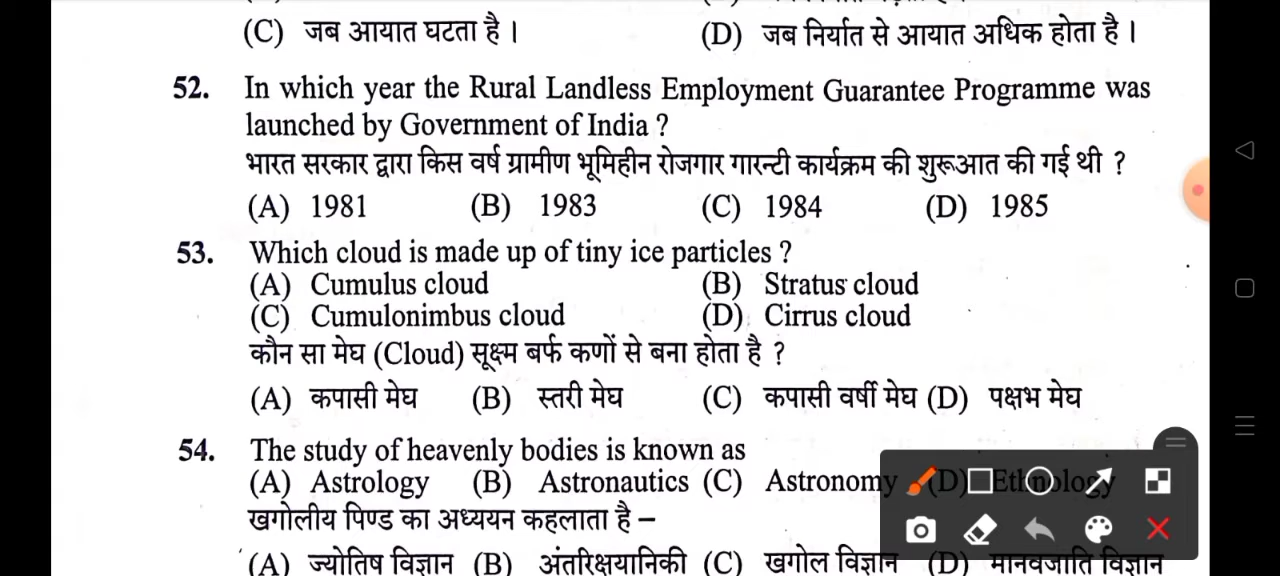 (C) जब आयात घटता है । (D) जब निर्यात से आयात अधिक होता है ।
52. In which year the Rural Landless Employment Guarantee Programme was
launched by Government of India ?
भारत सरकार द्वारा किस वर्ष ग्रामीण भूमिहीन रोजगार गारन्टी कार्यक्रम की शुरूआत की गई थी ?
(A) 1981 (B) 1983 (C) 1984 (D) 1985
53. Which cloud is made up of tiny ice particles ?
(A) Cumulus cloud (B) Stratus cloud
(C) Cumulonimbus cloud (D) Cirrus cloud
कौन सा मेघ (Cloud) सूक्ष्म बर्फ कणों से बना होता है ?
(A) कपासी मेघ (B) स्तरी मेघ (C) कपासी वर्षी मेघ (D) पक्षभ मेघ
54. The study of heavenly bodies is known as
(A) Astrology (B) Astronautics (C) Astronomy (D) Ethnology
खगोलीय पिण्ड का अध्ययन कहलाता है –
(A) ज्योतिष विज्ञान (B) अंतरिक्षयानिकी (C) खगोल विज्ञान (D) मानवजाति विज्ञान